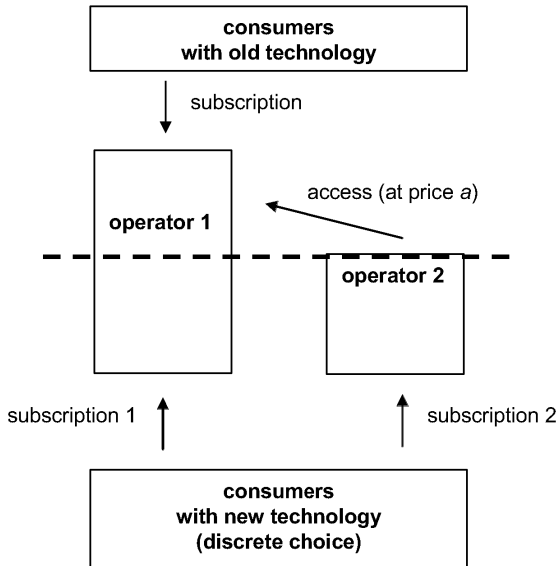 consumers
with old technology
subscription
access (at price a)
operator 1
operator 2
subscription 1
subscription 2
consumers
with new technology
(discrete choice)